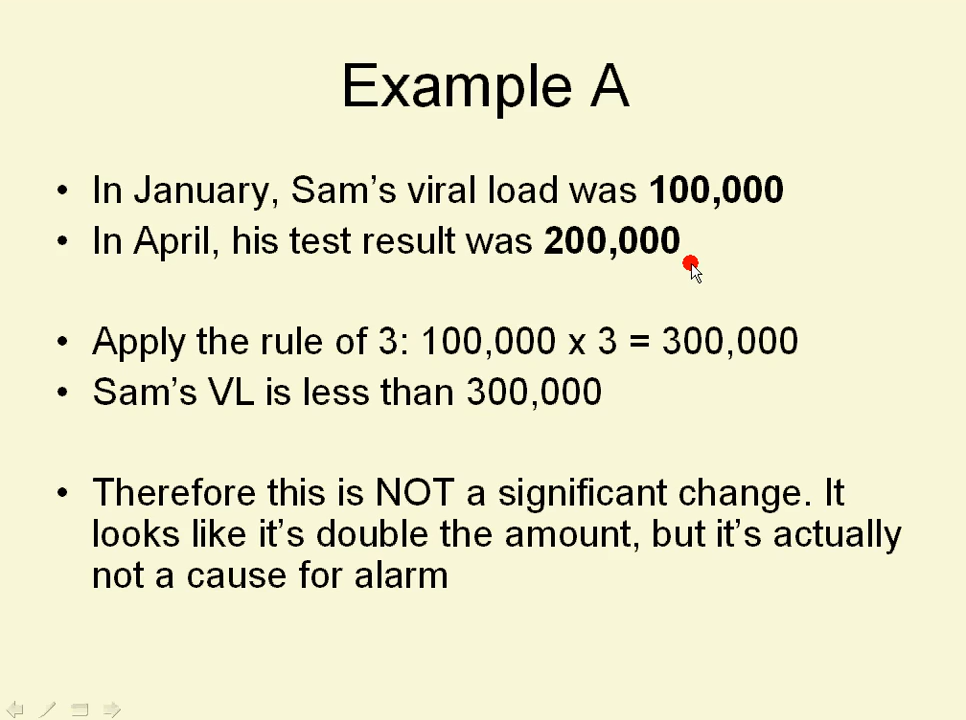 Example A
• In January, Sam's viral load was 100,000
• In April, his test result was 200,000
• Apply the rule of 3: 100,000 x 3 = 300,000
• Sam's VL is less than 300,000
• Therefore this is NOT a significant change. It
looks like it's double the amount, but it's actually
not a cause for alarm